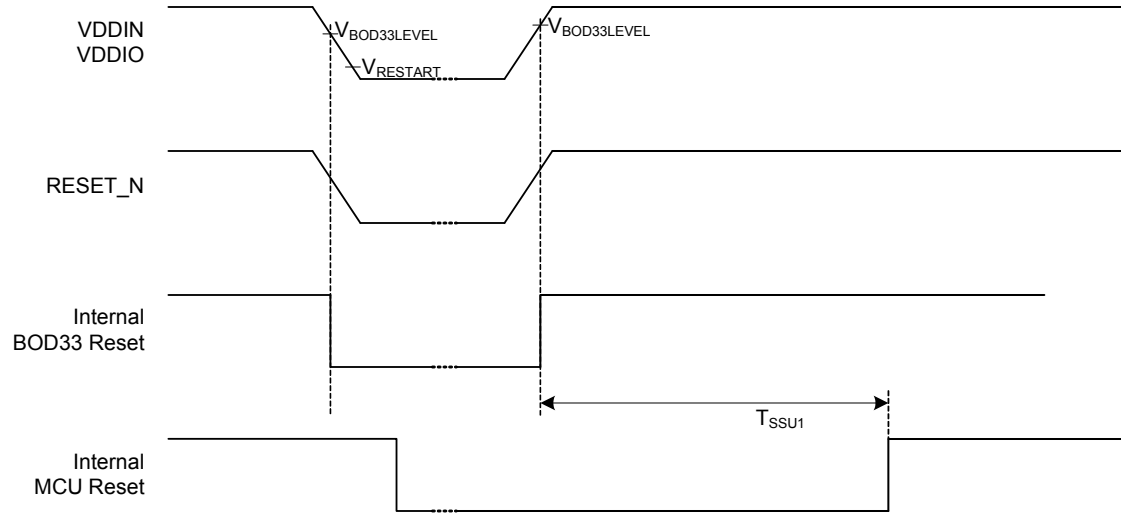 VDDIN
VDDIO
VBOD33LEVEL
VBOD33LEVEL
VRESTART
RESET_N
Internal
BOD33 Reset
TSSU1
Internal
MCU Reset